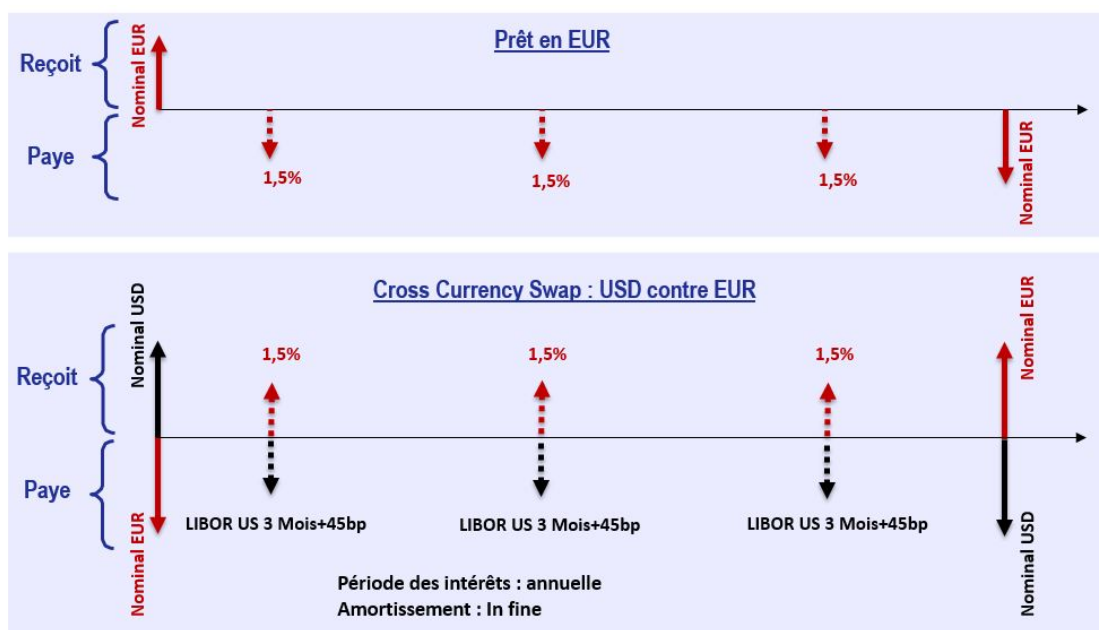 Prêt en EUR
Reçoit
Nominal EUR
Paye
1,5%
1,5%
1,5%
Nominal EUR
Cross Currency Swap : USD contre EUR
Nominal USD
Nominal EUR
Reçoit
1,5%
1,5%
1,5%
Paye
LIBOR US 3 Mois+45bp
LIBOR US 3 Mois+45bp
LIBOR US 3 Mois+45bp
Nominal EUR
Nominal USD
Période des intérêts : annuelle
Amortissement : In fine